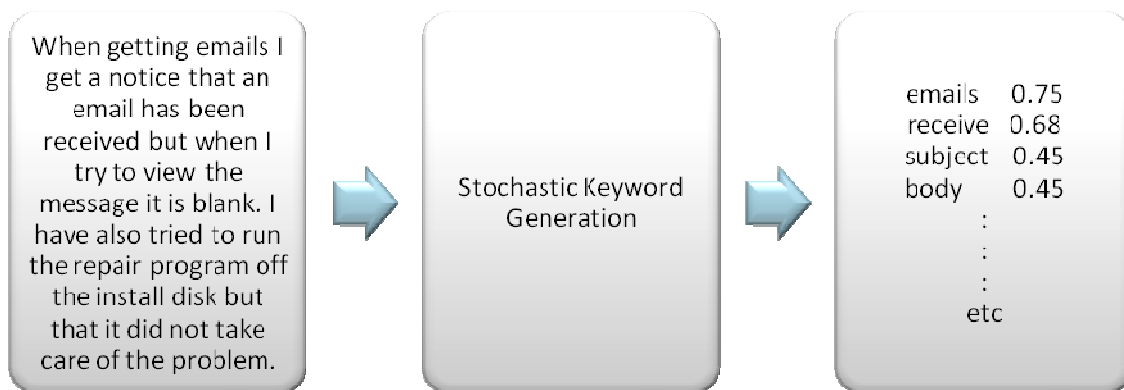 When getting emails I
get a notice that an
email has been
received but when I
try to view the
message it is blank. I
have also tried to run
the repair program off
the install disk but
that it did not take
care of the problem.
Stochastic Keyword
Generation
emails 0.75
receive 0.68
subject 0.45
body 0.45
:
:
:
etc